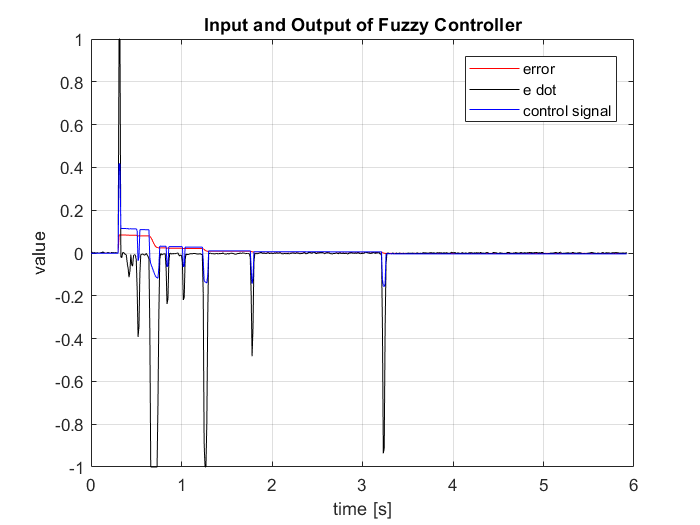 Input and Output of Fuzzy Controller
1
0.8
0.6
0.4
0.2
0
-0.2
-0.4
-0.6
-0.8
-1
value
error
e dot
control signal
0 1 2 3 4 5 6
time [s]